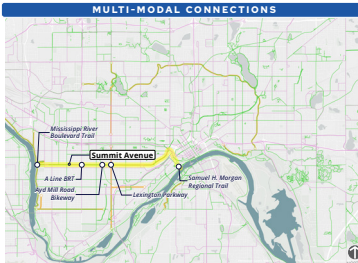 MULTI-MODAL CONNECTIONS
Mississippi River
Boulevard Trail
Summit Avenue
A Line BRT
Ayd Mill Road
Bikeway
Lexington Parkway
Samuel H. Morgan
Regional Trail